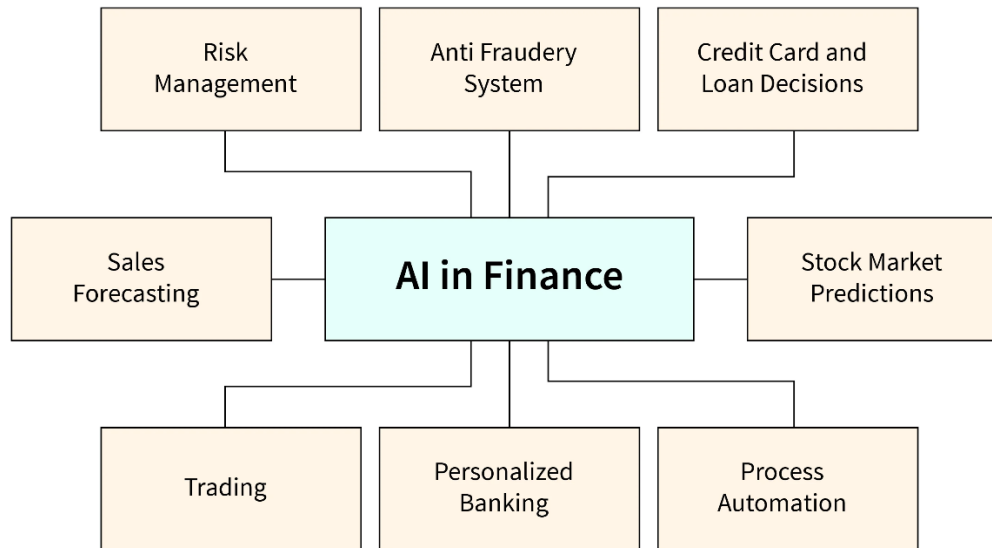 Risk
Management
Anti Fraudery
System
Credit Card and
Loan Decisions
Sales
Forecasting
AI in Finance
Stock Market
Predictions
Trading
Personalized
Banking
Process
Automation